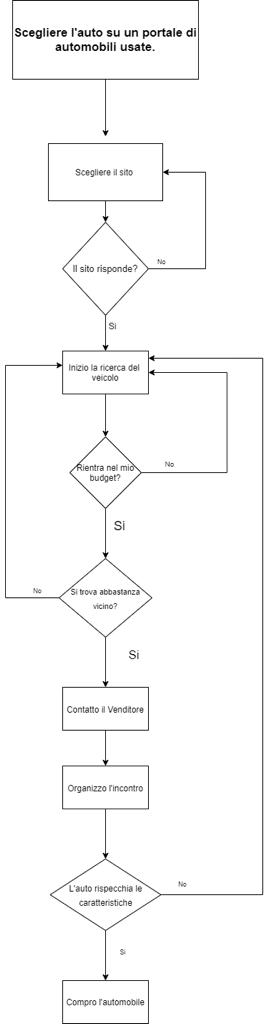 Scegliere l'auto su un portale di
automobili usate.
Scegliere il sito
Il sito risponde?
No
Si
Inizio la ricerca del
veicolo
Rientra nel mio
budget?
No.
Si
Si trova abbastanza
vicino?
No
Si
Contatto il Venditore
Organizzo l'incontro
L'auto rispecchia le
caratteristiche
No
Si
Compro l'automobile